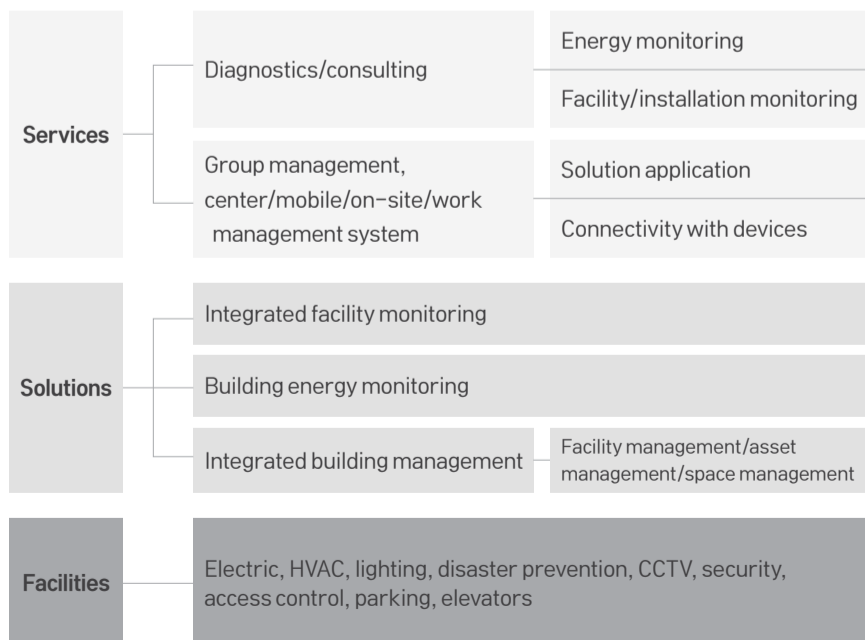 Services
Diagnostics/consulting
Energy monitoring
Facility/installation monitoring
Group management,
center/mobile/on-site/work
management system
Solution application
Connectivity with devices
Solutions
Integrated facility monitoring
Building energy monitoring
Integrated building management
Facility management/asset
management/space management
Facilities
Electric, HVAC, lighting, disaster prevention, CCTV, security,
access control, parking, elevators